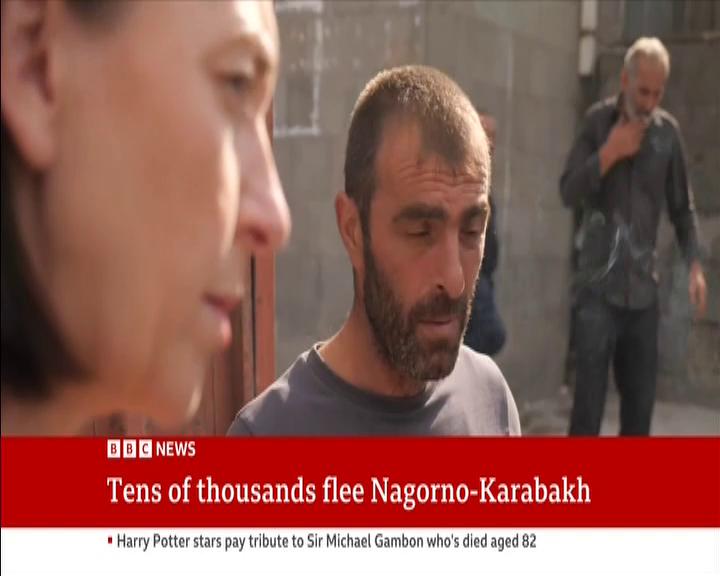 BBC NEWS
Tens of thousands flee Nagorno-Karabakh
Harry Potter stars pay tribute to Sir Michael Gambon who's died aged 82